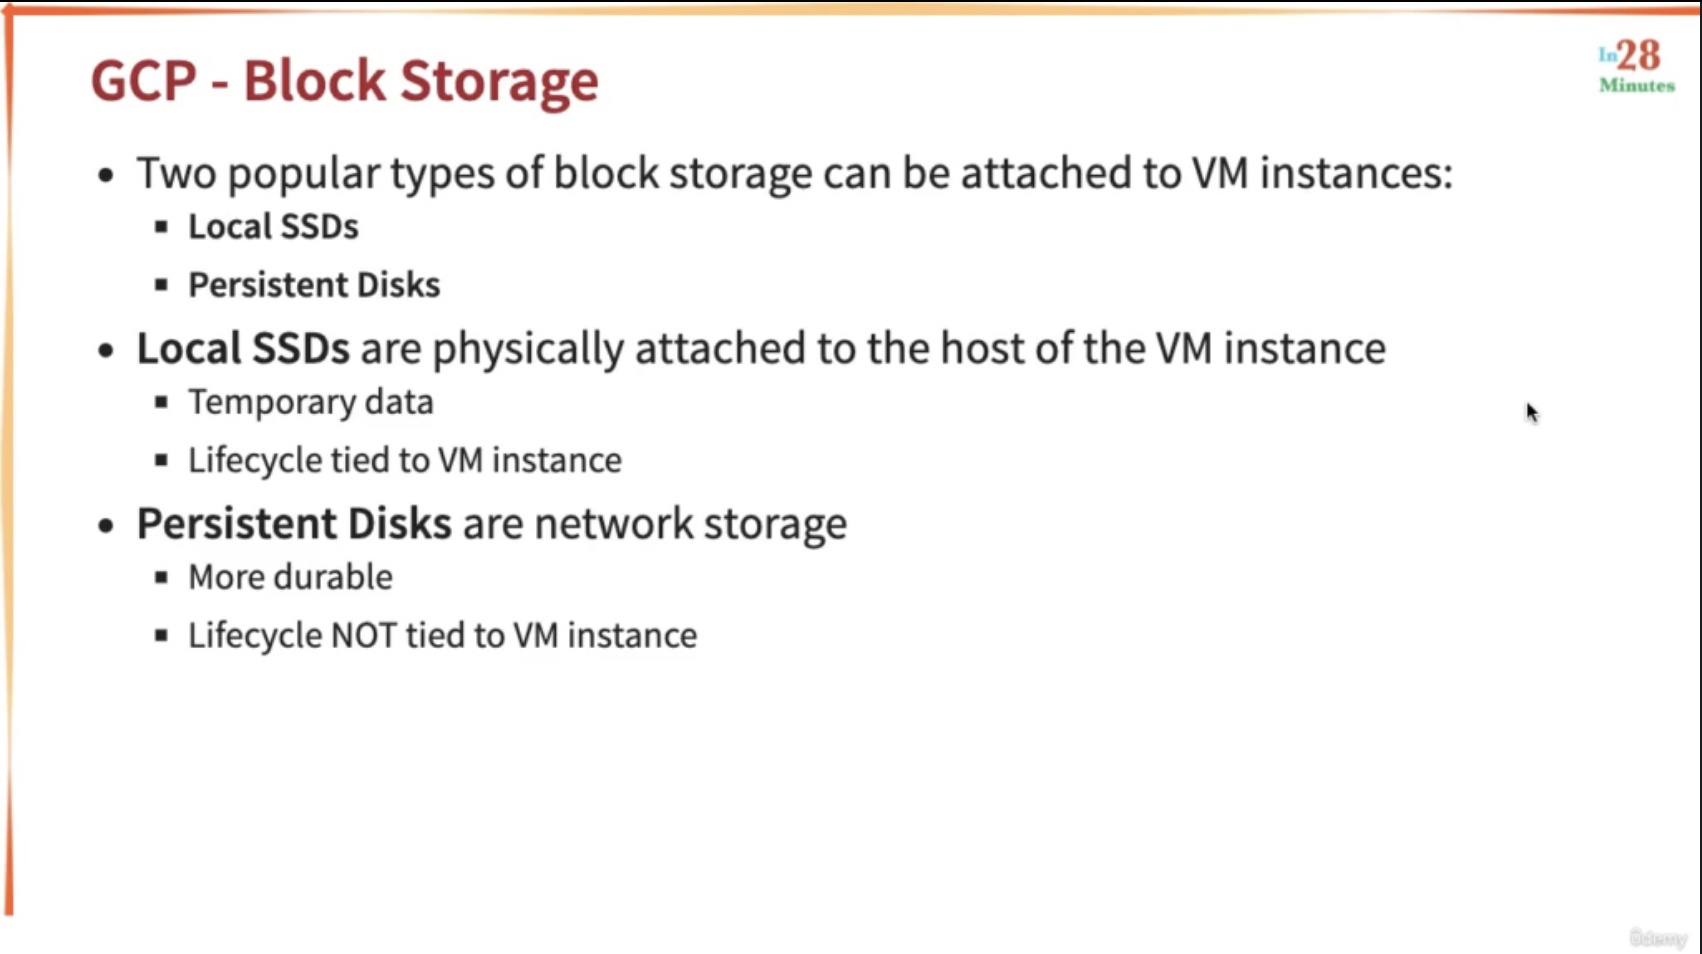 GCP - Block Storage
In28
Minutes
• Two popular types of block storage can be attached to VM instances:
▪ Local SSDs
▪ Persistent Disks
• Local SSDs are physically attached to the host of the VM instance
▪ Temporary data
▪ Lifecycle tied to VM instance
• Persistent Disks are network storage
▪ More durable
▪ Lifecycle NOT tied to VM instance
ûdemy